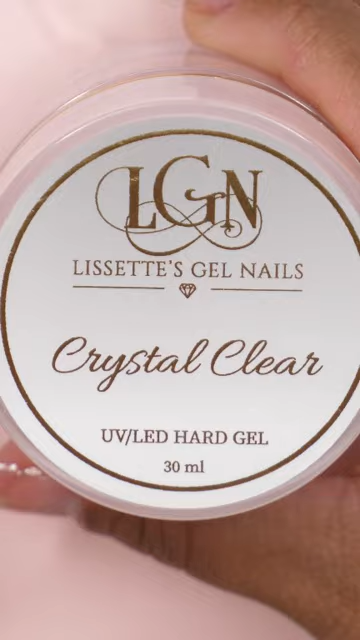 LGN
LISSETTE'S GEL NAILS
Crystal Clear
UV/LED HARD GEL
30 ml